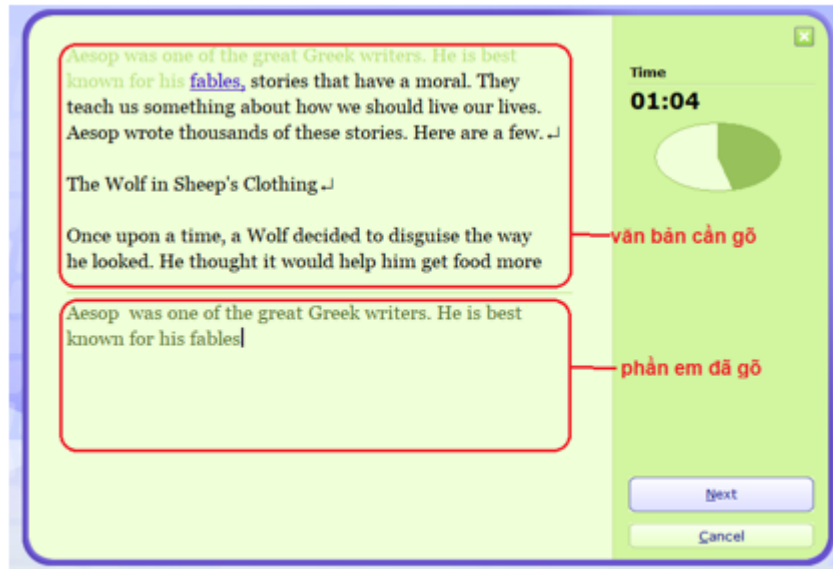 Aesop was one of the great Greek writers. He is best
known for his fables, stories that have a moral. They
teach us something about how we should live our lives.
Aesop wrote thousands of these stories. Here are a few.↵
The Wolf in Sheep's Clothing↵
Once upon a time, a Wolf decided to disguise the way
he looked. He thought it would help him get food more
Aesop  was one of the great Greek writers. He is best
known for his fables
Time
01:04
văn bản cần gõ
phần em đã gõ
Next
Cancel